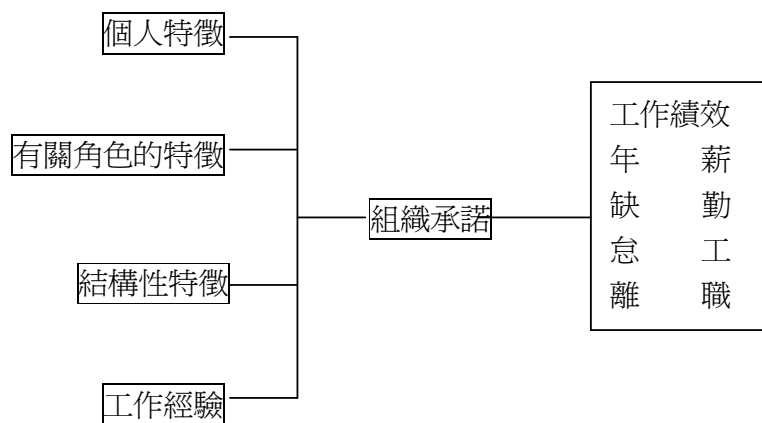 個人特徵
有關角色的特徵
結構性特徵
工作經驗
組織承諾
工作績效
年 薪
缺 勤
怠 工
離 職